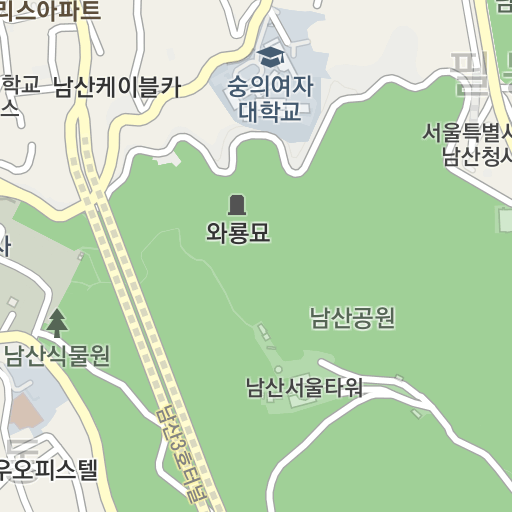 리스아파트
숭의여자
대학교
학교
스
남산케이블카
필
서울특별시
남산청사
와룡묘
남산공원
남산식물원
남산서울타워
남산3호터널
우오피스텔